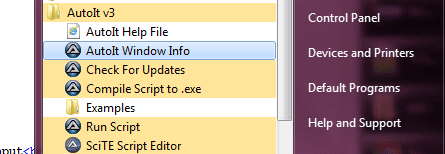 AutoIt v3
AutoIt Help File
AutoIt Window Info
Check For Updates
Compile Script to .exe
Examples
Run Script
SciTE Script Editor
Control Panel
Devices and Printers
Default Programs
Help and Support